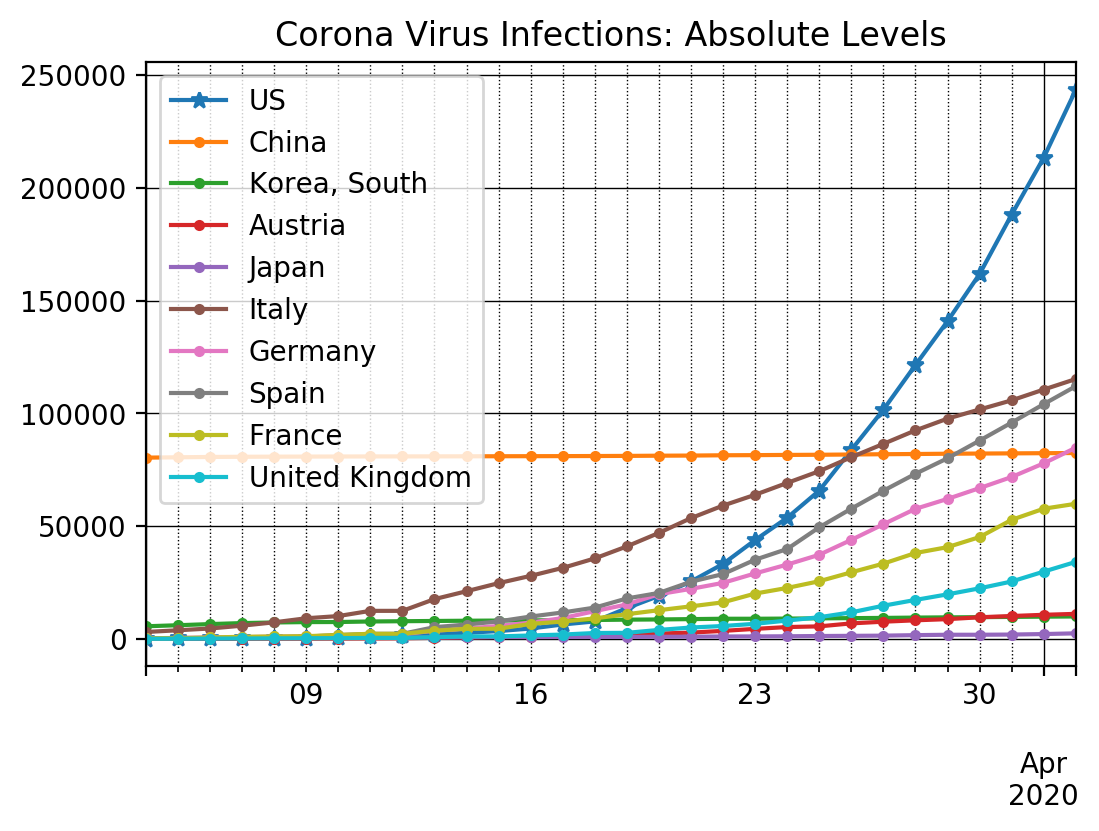 Corona Virus Infections: Absolute Levels
250000
200000
150000
100000
50000
0
US
China
Korea, South
Austria
Japan
Italy
Germany
Spain
France
United Kingdom
09
16
23
30
Apr
2020